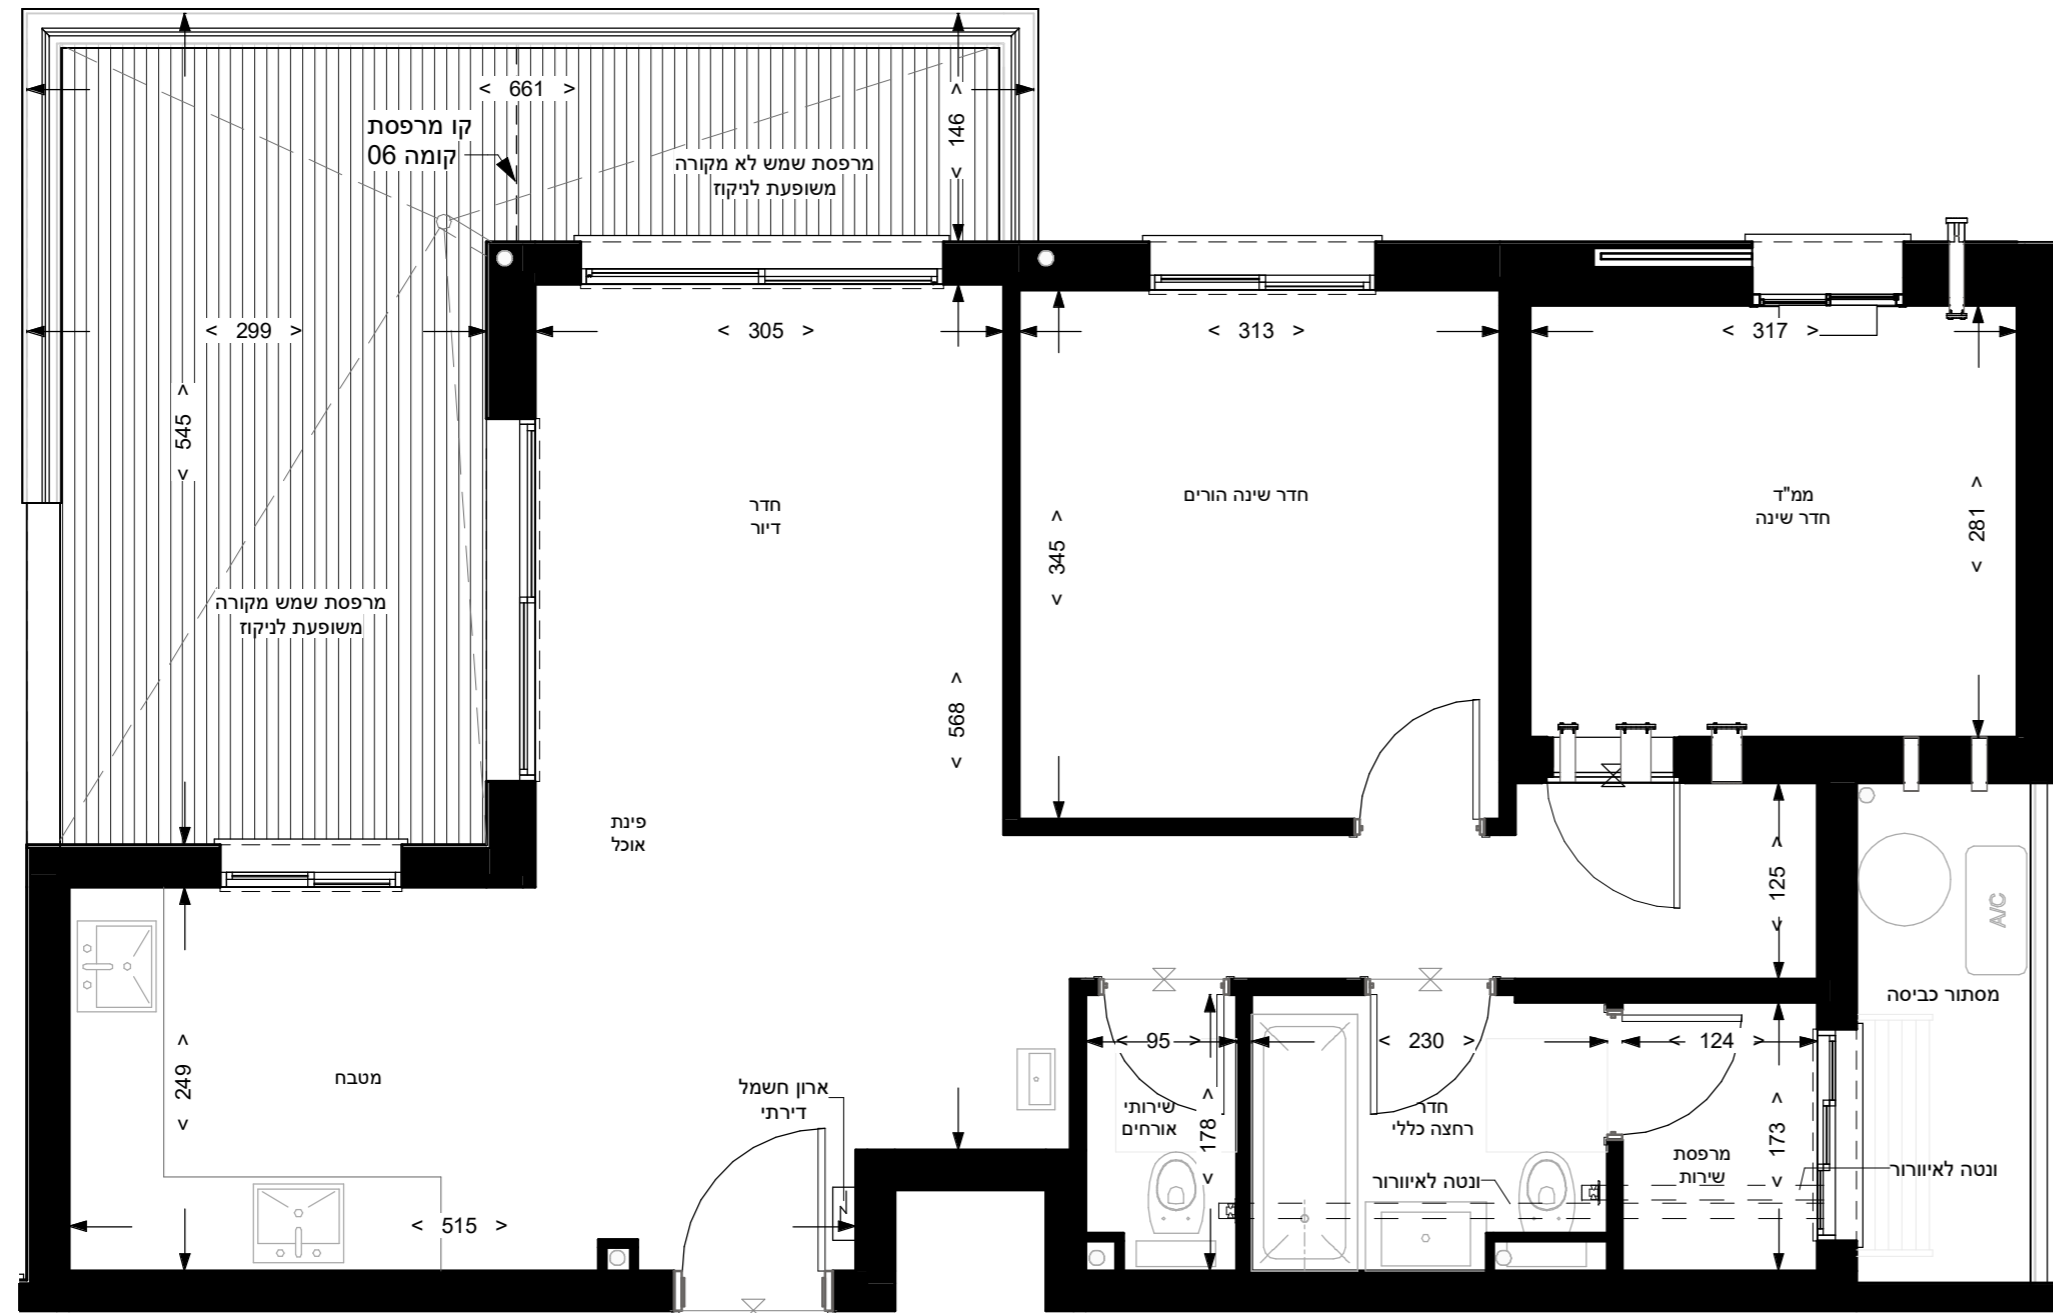 < 661 >
< 146 >
קו מרפסת
קומה 06
מרפסת שמש לא מקורה
משופעת לניקוז
< 299 >
< 305 >
< 313 >
< 317 >
< 545 >
חדר
דיור
חדר שינה הורים
ממ"ד
חדר שינה
< 345 >
< 281 >
מרפסת שמש מקורה
משופעת לניקוז
< 568 >
פינת
אוכל
< 125 >
A/C
מסתור כביסה
< 95 >
< 230 >
< 124 >
< 249 >
מטבח
ארון חשמל
דירתי
שירותי
אורחים
< 178 >
חדר
רחצה כללי
< 173 >
מרפסת
שירות
ונטה לאיוורור
ונטה לאיוורור
< 515 >